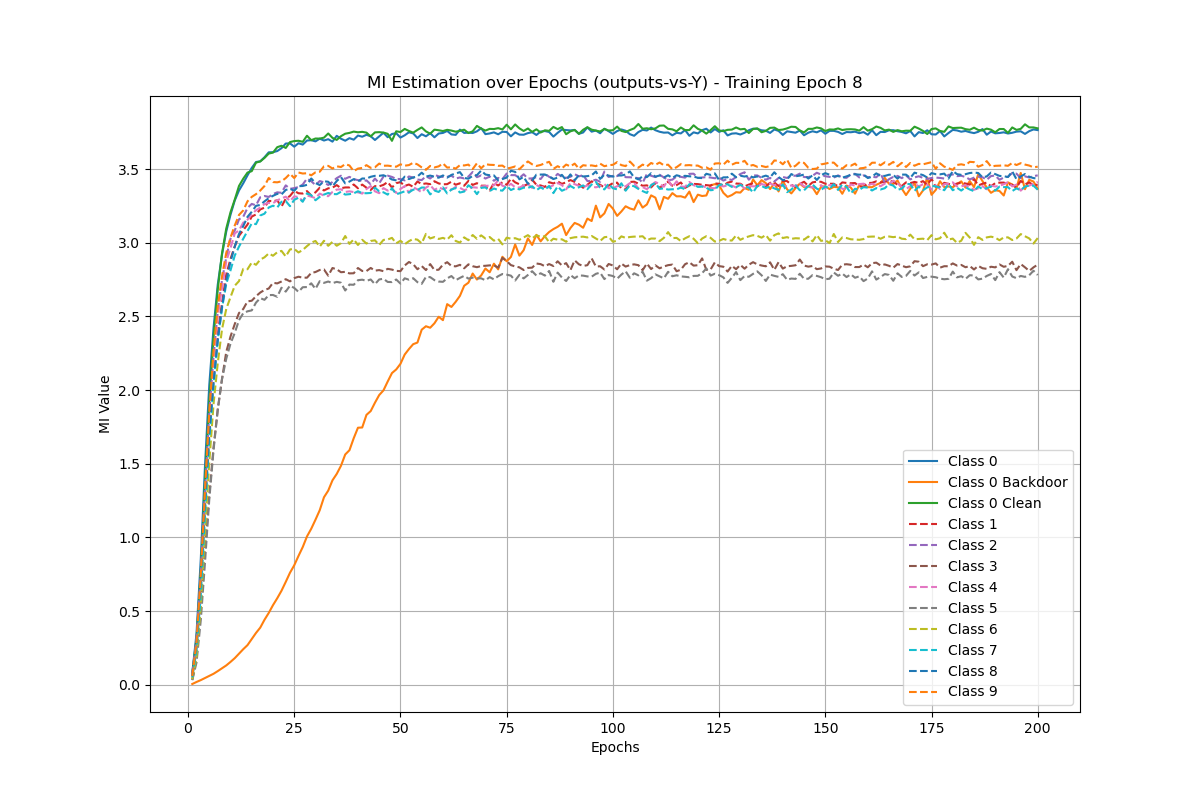 MI Estimation over Epochs (outputs-vs-Y) - Training Epoch 8
MI Value
3.5
3.0
2.5
2.0
1.5
1.0
0.5
0.0
Class 0
Class 0 Backdoor
Class 0 Clean
Class 1
Class 2
Class 3
Class 4
Class 5
Class 6
Class 7
Class 8
Class 9
0 25 50 75 100 125 150 175 200
Epochs